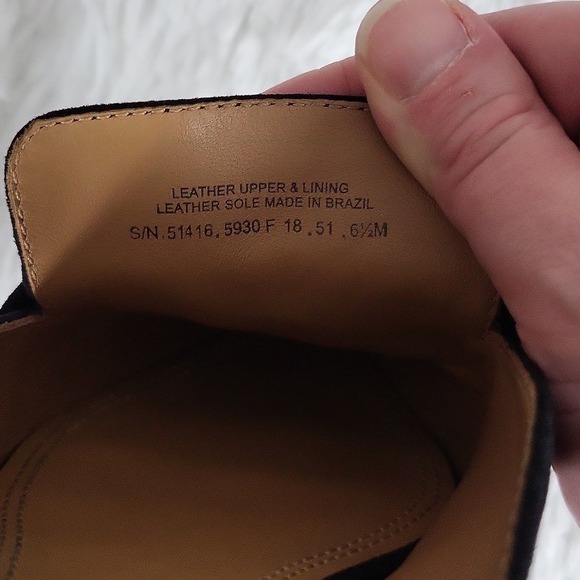 LEATHER UPPER & LINING
LEATHER SOLE MADE IN BRAZIL
S/N.51416.5930 F 18 .51 .6½M